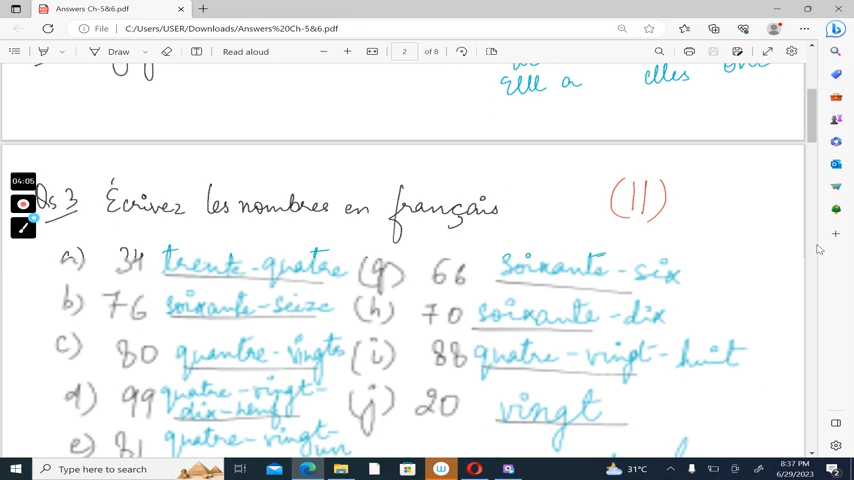 Answers Ch-5&6.pdf
File
C:/Users/USER/Downloads/Answers%20Ch-5&6.pdf
Draw
Read aloud
2
of 8
Elle a
elles
04:05
Qs 3 Écrivez les nombres en français (11)
a) 34 trente-quatre (g) 66 soixante-six
b) 76 soixante-seize (h) 70 soixante-dix
c) 80 quantre-vingts (i) 88 quatre-vingt-huit
d) 99 quatre-vingt-
dix-neuf
(j) 20 vingt
e) 81 quatre-vingt-
un
Type here to search
31°C
8:37 PM
6/29/2023
2